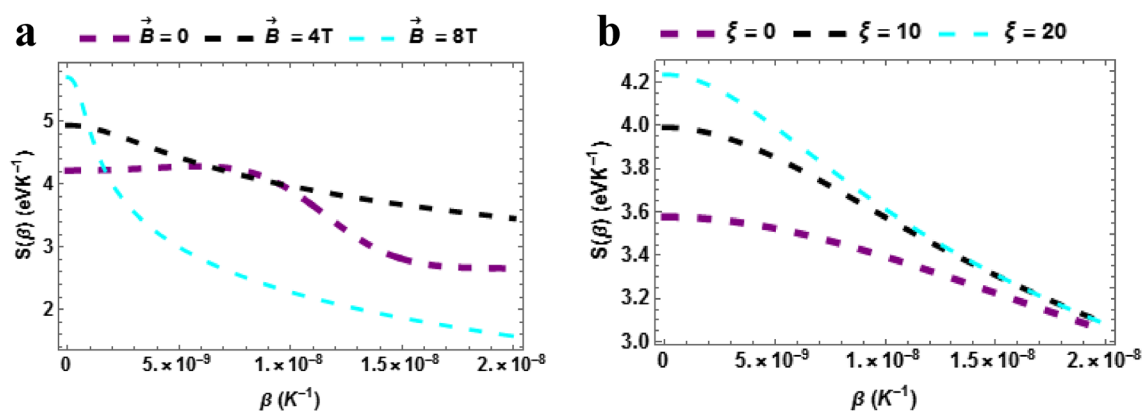 a
B⃗ = 0 B⃗ = 4T B⃗ = 8T
S(β) (eVK⁻¹)
5
4
3
2
0 5.×10⁻⁹ 1.×10⁻⁸ 1.5×10⁻⁸ 2.×10⁻⁸
β (K⁻¹)
b
ξ = 0 ξ = 10 ξ = 20
S(β) (eVK⁻¹)
4.2
4.0
3.8
3.6
3.4
3.2
3.0
0 5.×10⁻⁹ 1.×10⁻⁸ 1.5×10⁻⁸ 2.×10⁻⁸
β (K⁻¹)